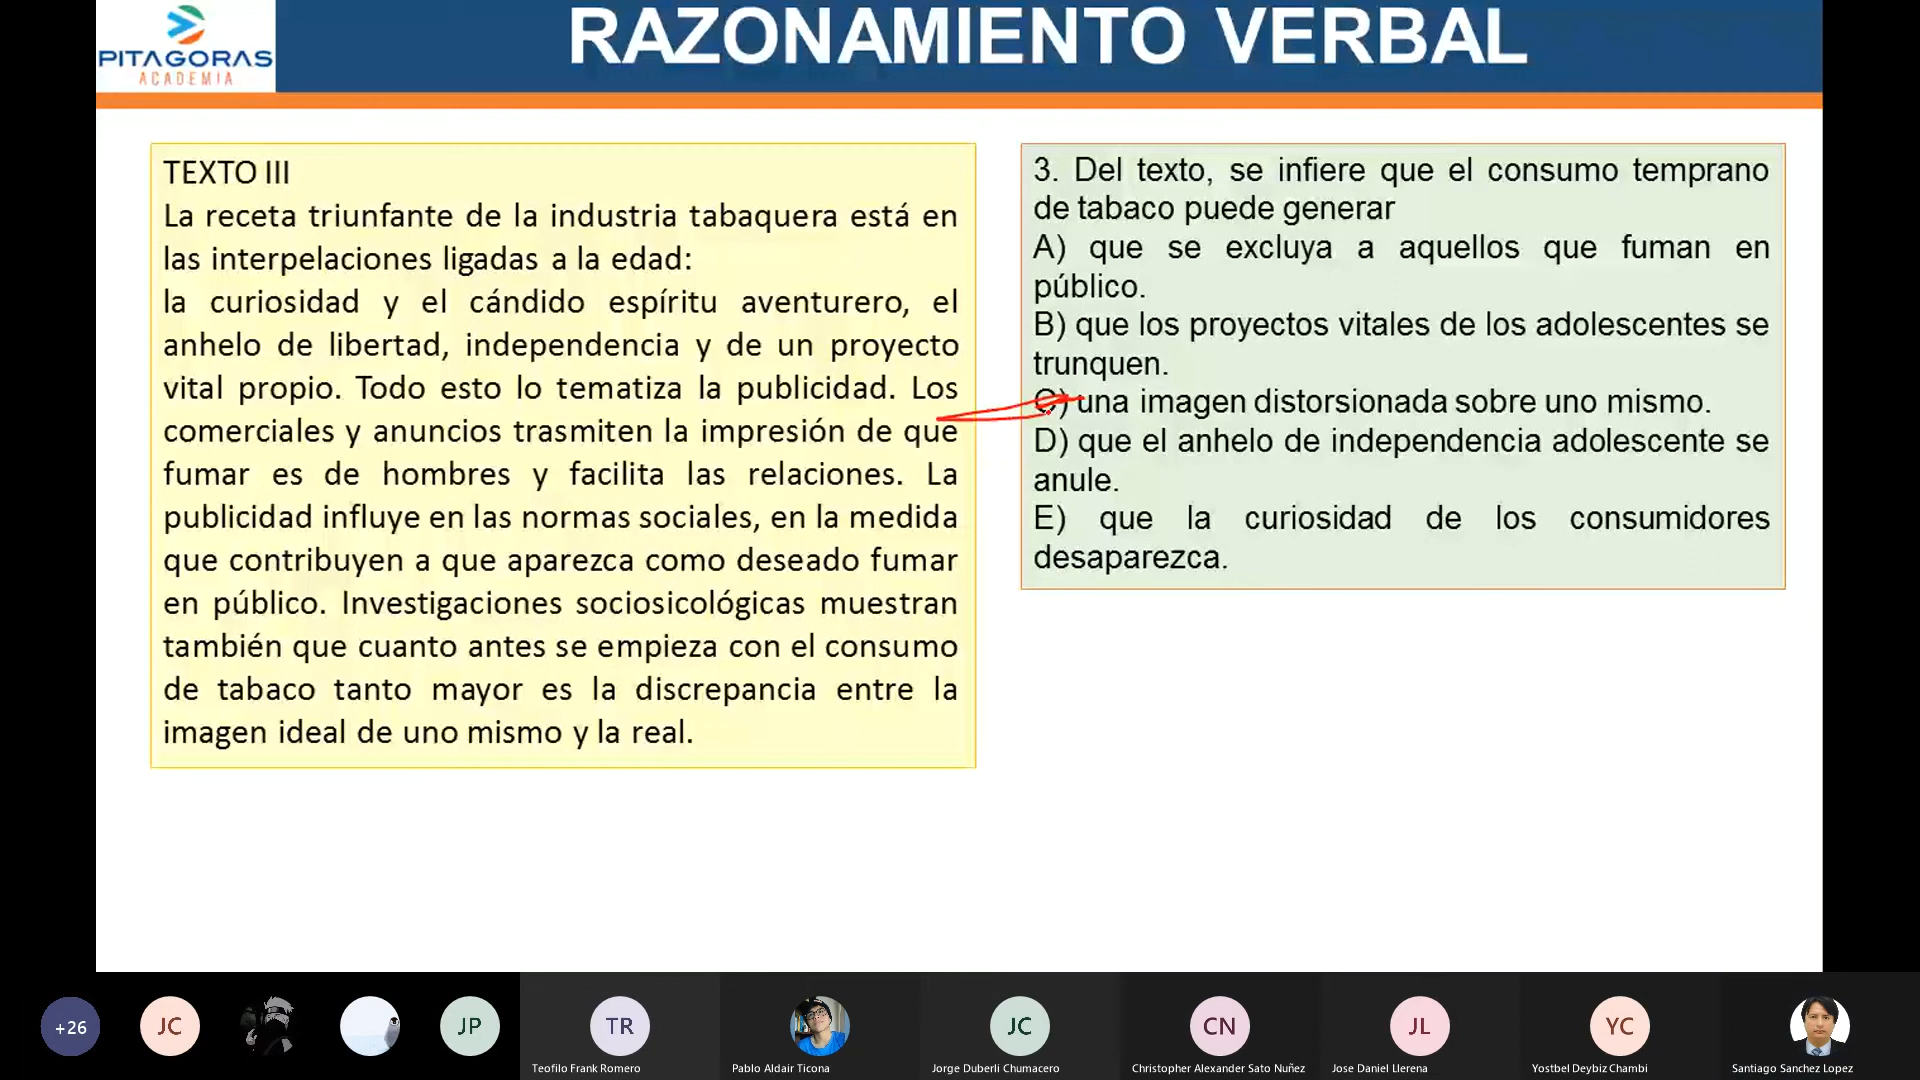 PITAGORAS
ACADEMIA
RAZONAMIENTO VERBAL
TEXTO III
La receta triunfante de la industria tabaquera está en
las interpelaciones ligadas a la edad:
la curiosidad y el cándido espíritu aventurero, el
anhelo de libertad, independencia y de un proyecto
vital propio. Todo esto lo tematiza la publicidad. Los
comerciales y anuncios trasmiten la impresión de que
fumar es de hombres y facilita las relaciones. La
publicidad influye en las normas sociales, en la medida
que contribuyen a que aparezca como deseado fumar
en público. Investigaciones sociosicológicas muestran
también que cuanto antes se empieza con el consumo
de tabaco tanto mayor es la discrepancia entre la
imagen ideal de uno mismo y la real.
3. Del texto, se infiere que el consumo temprano
de tabaco puede generar
A) que se excluya a aquellos que fuman en
público.
B) que los proyectos vitales de los adolescentes se
trunquen.
C) una imagen distorsionada sobre uno mismo.
D) que el anhelo de independencia adolescente se
anule.
E) que la curiosidad de los consumidores
desaparezca.
+26
JC
JP
TR
JC
CN
JL
YC
Teofilo Frank Romero
Pablo Aldair Ticona
Jorge Duberli Chumacero
Christopher Alexander Sato Nuñez
Jose Daniel Llerena
Yostbel Deybiz Chambi
Santiago Sanchez Lopez